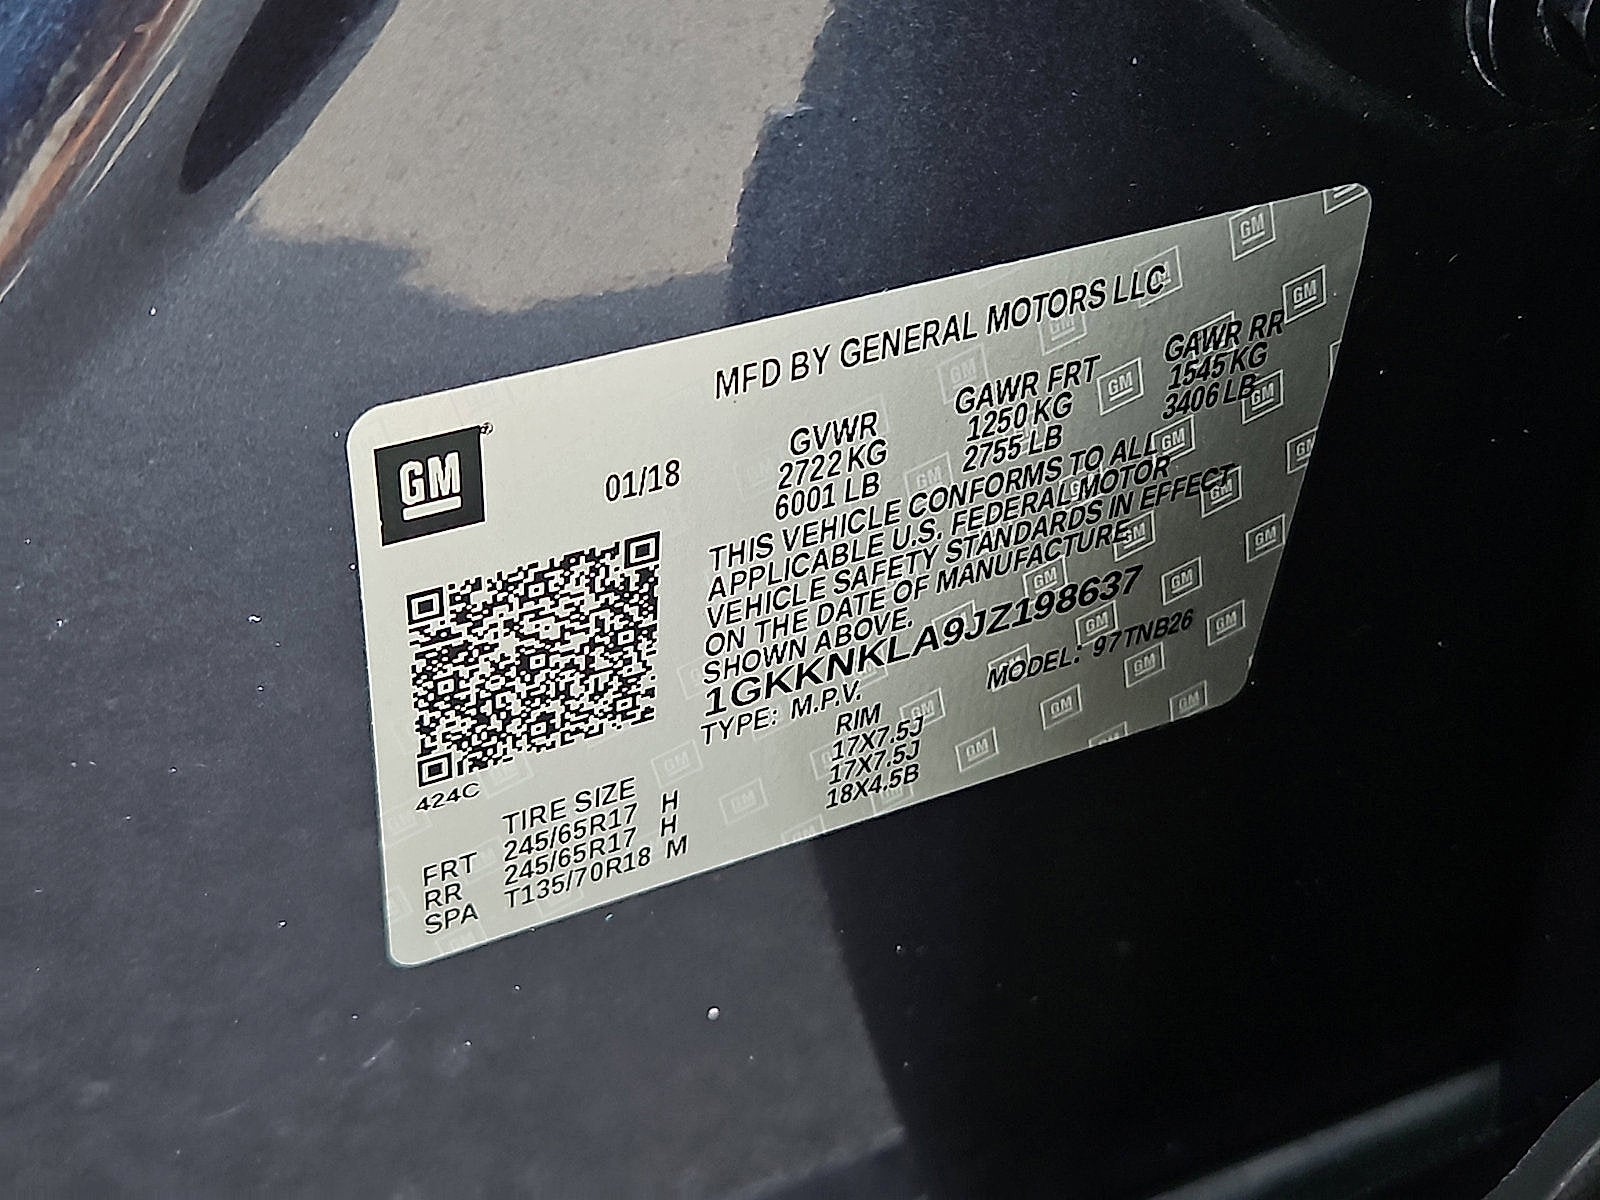 MFD BY GENERAL MOTORS LLC
GM®
01/18
GVWR GAWR FRT GAWR RR
2722 KG 1250 KG 1545 KG
6001 LB 2755 LB 3406 LB
THIS VEHICLE CONFORMS TO ALL
APPLICABLE U.S. FEDERAL MOTOR
VEHICLE SAFETY STANDARDS IN EFFECT
ON THE DATE OF MANUFACTURE
SHOWN ABOVE.
1GKKNKLA9JZ198637
TYPE: M.P.V. MODEL: 97TNB26
424C
TIRE SIZE RIM
FRT 245/65R17 H 17X7.5J
RR 245/65R17 H 17X7.5J
SPA T135/70R18 M 18X4.5B